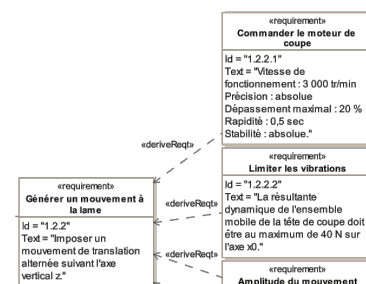 «requirement»
Commander le moteur de
coupe
Id = "1.2.2.1"
Text = "Vitesse de
fonctionnement : 3 000 tr/min
Précision : absolue
Dépassement maximal : 20 %
Rapidité : 0,5 sec
Stabilité : absolue."
«deriveReqt»
«requirement»
Limiter les vibrations
Id = "1.2.2.2"
Text = "La résultante
dynamique de l'ensemble
mobile de la tête de coupe doit
être au maximum de 40 N sur
l'axe x0."
«requirement»
Générer un mouvement à
la lame
Id = "1.2.2"
Text = "Imposer un
mouvement de translation
alternée suivant l'axe
vertical z."
«deriveReqt»
«deriveReqt»
«requirement»
Amplitude du mouvement